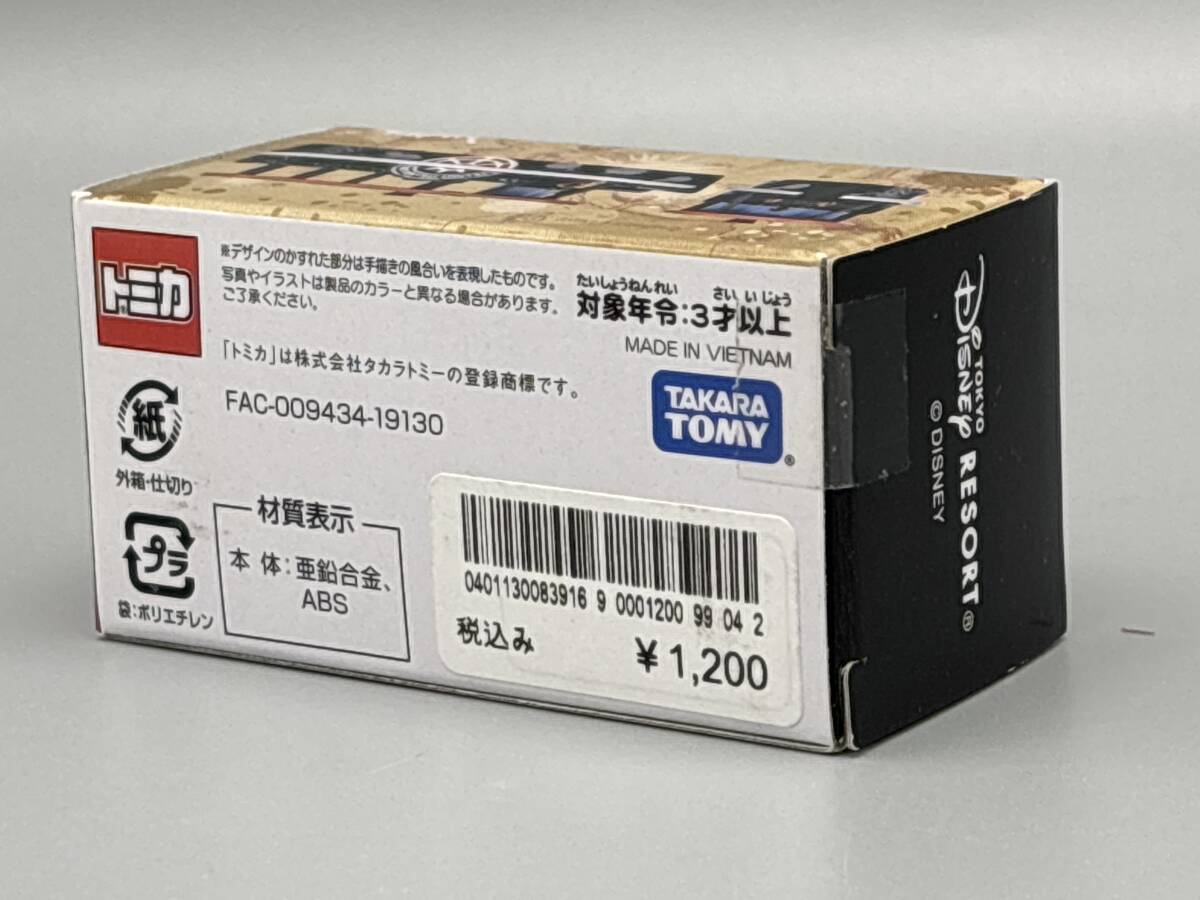 トミカ
※デザインのかすれた部分は手描きの風合いを表現したものです。
写真やイラストは製品のカラーと異なる場合があります。
ご了承ください。
たいしょうねんれい さい いじょう
対象年令:3才以上
MADE IN VIETNAM
「トミカ」は株式会社タカラトミーの登録商標です。
FAC-009434-19130
TAKARA
TOMY®
紙
外箱・仕切り
プラ
袋:ポリエチレン
材質表示
本 体:亜鉛合金、
ABS
0401130083916 9 0001200 99 04 2
税込み
¥1,200
TOKYO
DISNEY RESORT®
© DISNEY